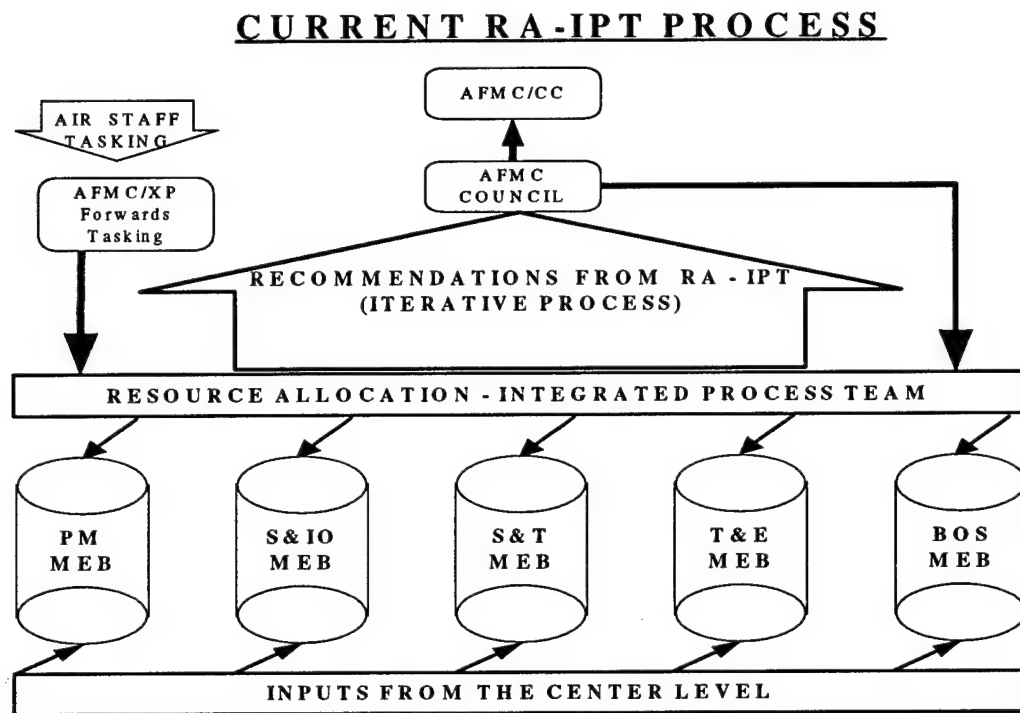 CURRENT RA-IPT PROCESS
AFMC/CC
AIR STAFF
TASKING
AFMC/XP
Forwards
Tasking
AFMC
COUNCIL
RECOMMENDATIONS FROM RA - IPT
(ITERATIVE PROCESS)
RESOURCE ALLOCATION - INTEGRATED PROCESS TEAM
PM
MEB
S&IO
MEB
S&T
MEB
T&E
MEB
BOS
MEB
INPUTS FROM THE CENTER LEVEL